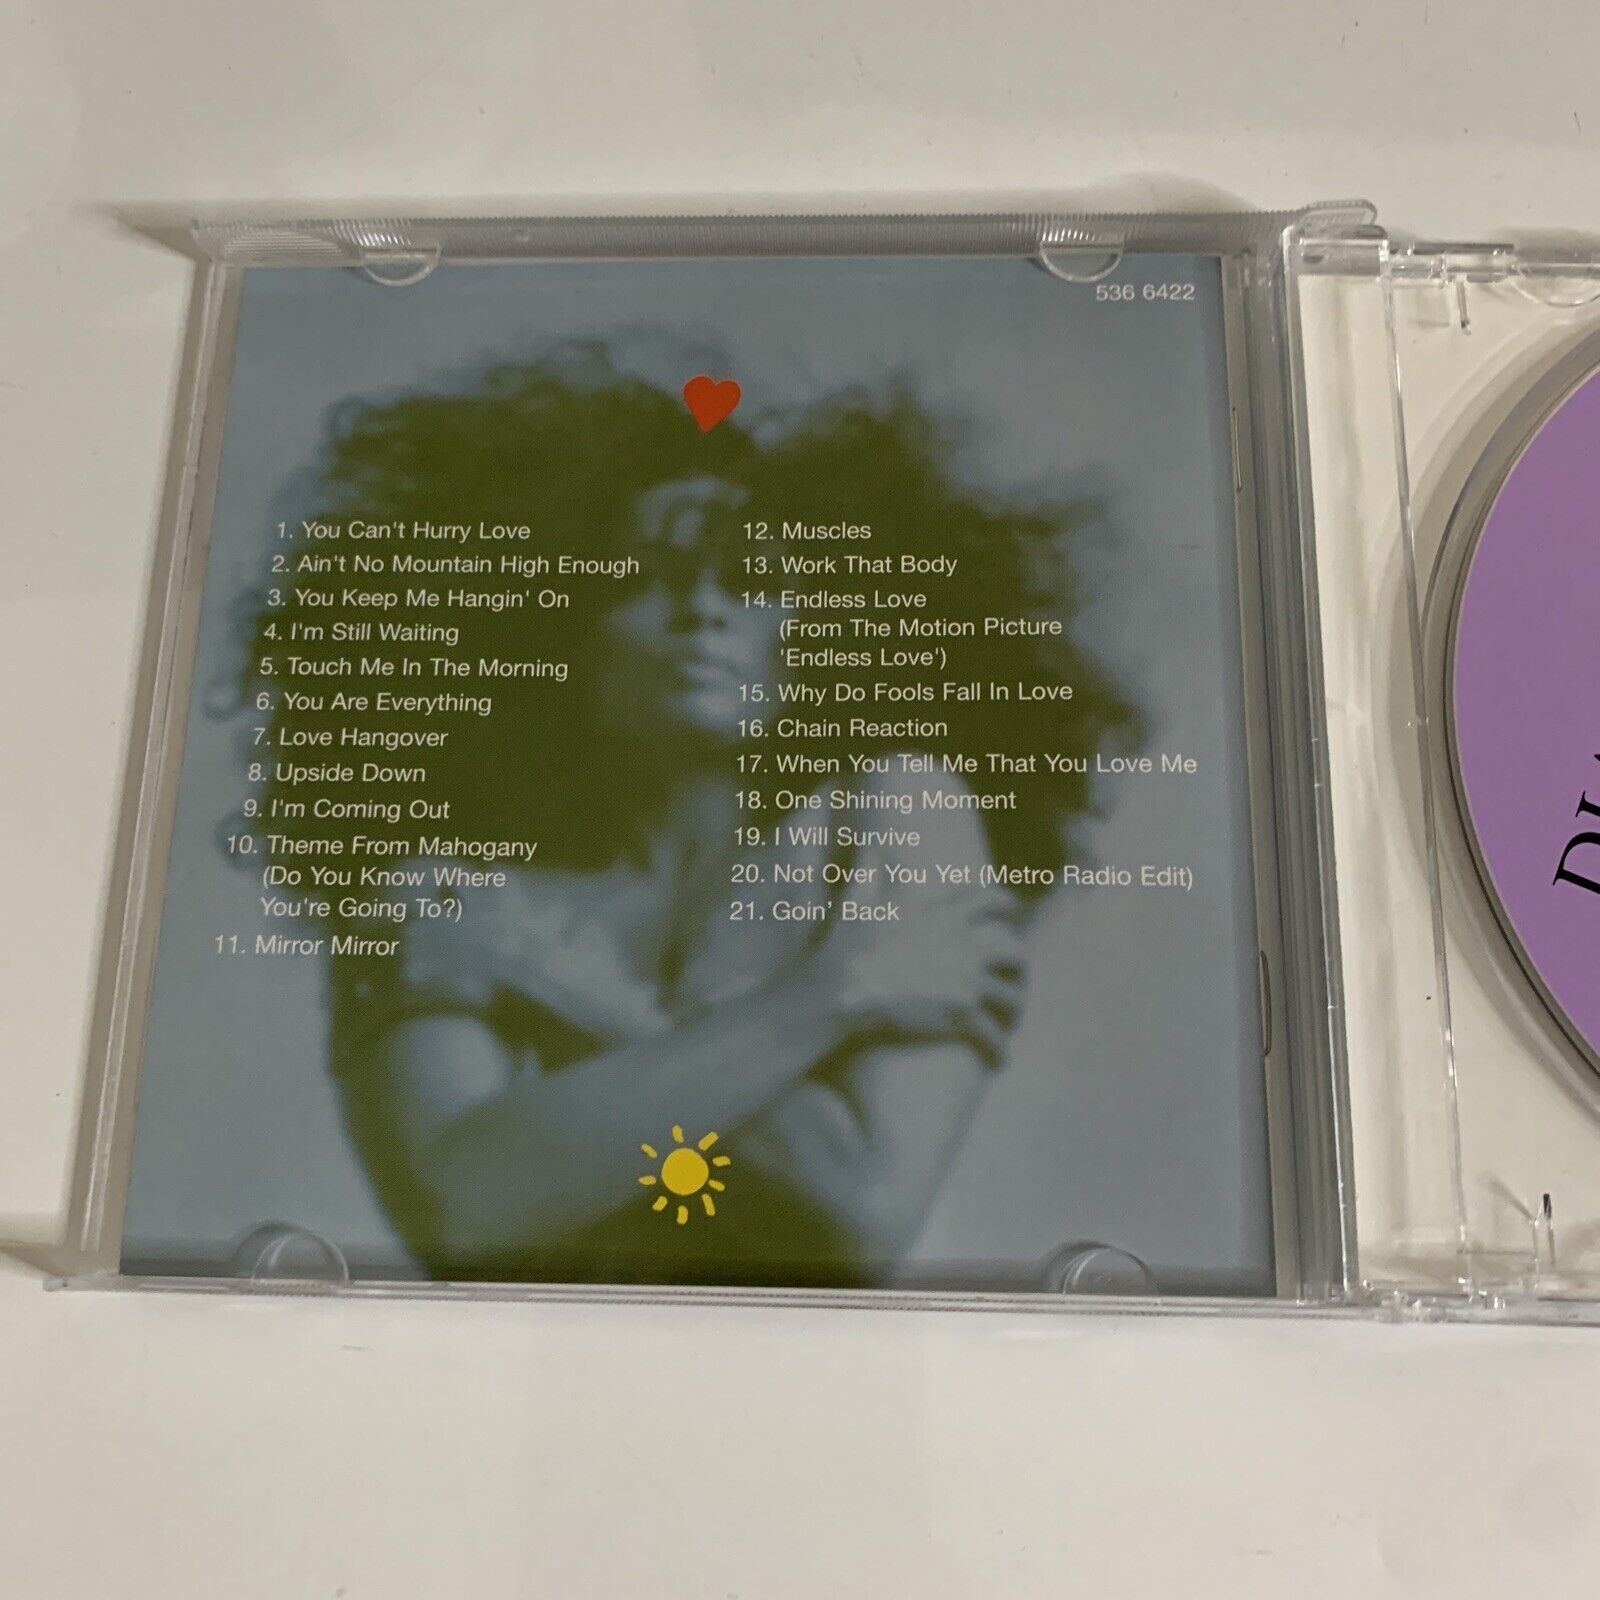 536 6422
1. You Can't Hurry Love
2. Ain't No Mountain High Enough
3. You Keep Me Hangin' On
4. I'm Still Waiting
5. Touch Me In The Morning
6. You Are Everything
7. Love Hangover
8. Upside Down
9. I'm Coming Out
10. Theme From Mahogany
(Do You Know Where
You're Going To?)
11. Mirror Mirror
12. Muscles
13. Work That Body
14. Endless Love
(From The Motion Picture
'Endless Love')
15. Why Do Fools Fall In Love
16. Chain Reaction
17. When You Tell Me That You Love Me
18. One Shining Moment
19. I Will Survive
20. Not Over You Yet (Metro Radio Edit)
21. Goin' Back